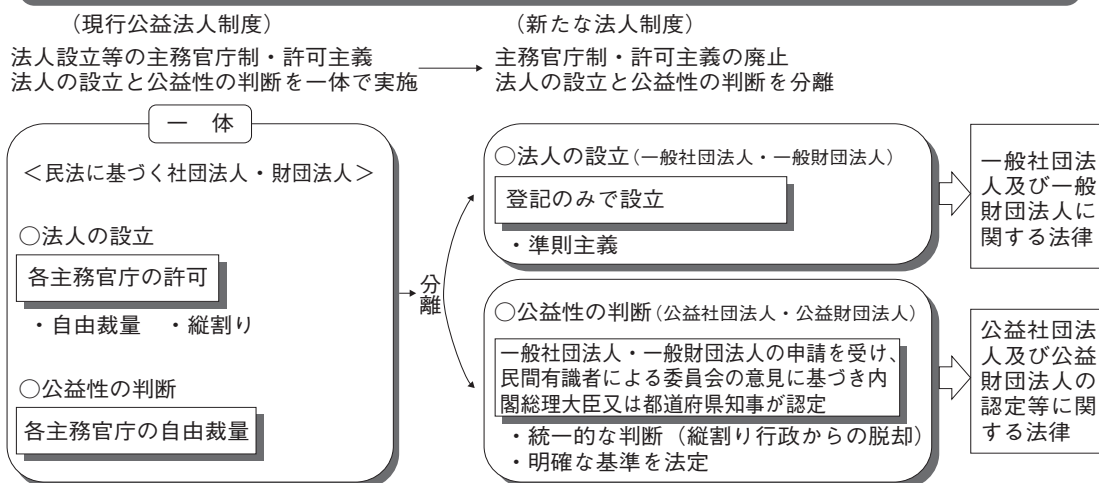 （現行公益法人制度）
法人設立等の主務官庁制・許可主義
法人の設立と公益性の判断を一体で実施
（新たな法人制度）
主務官庁制・許可主義の廃止
法人の設立と公益性の判断を分離
一　体
＜民法に基づく社団法人・財団法人＞
○法人の設立
各主務官庁の許可
・自由裁量　・縦割り
○公益性の判断
各主務官庁の自由裁量
分離
○法人の設立（一般社団法人・一般財団法人）
登記のみで設立
・準則主義
○公益性の判断（公益社団法人・公益財団法人）
一般社団法人・一般財団法人の申請を受け、
民間有識者による委員会の意見に基づき内
閣総理大臣又は都道府県知事が認定
・統一的な判断（縦割り行政からの脱却）
・明確な基準を法定
一般社団法
人及び一般
財団法人に
関する法律
公益社団法
人及び公益
財団法人の
認定等に関
する法律